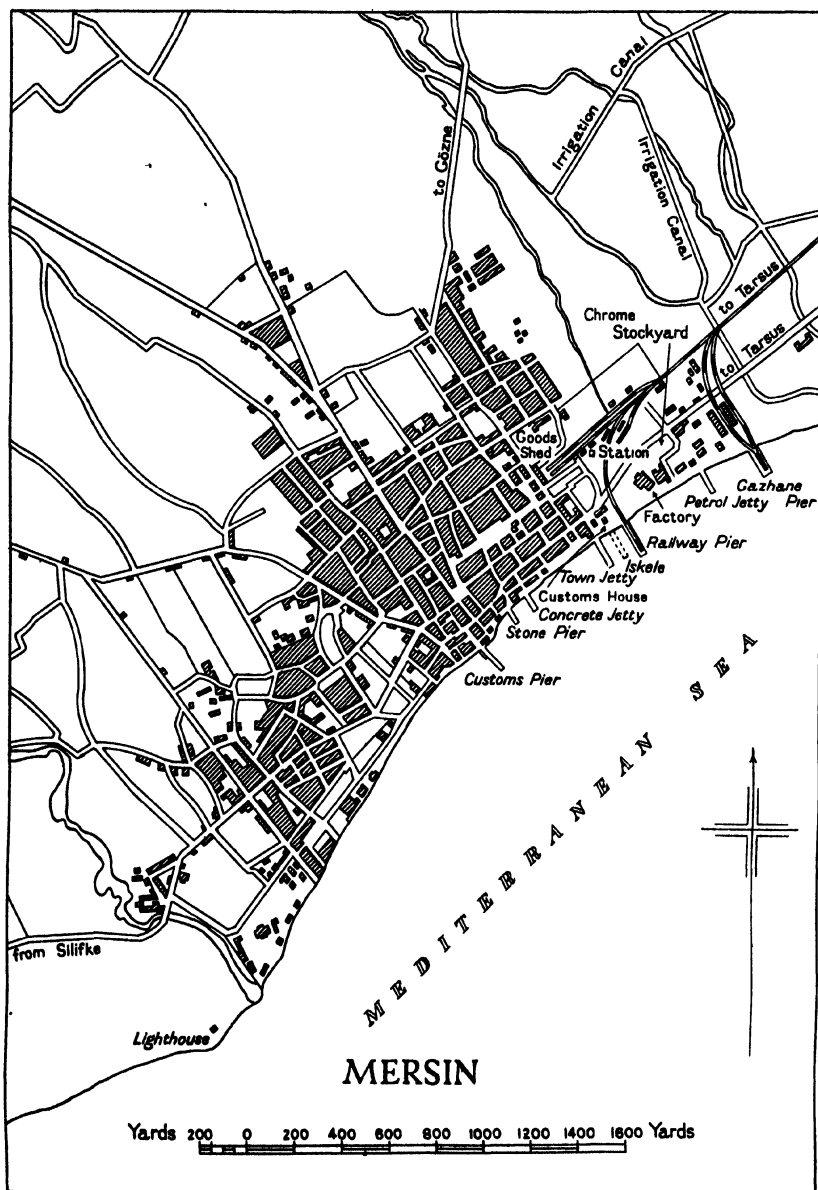 to Gözne
Irrigation Canal
Irrigation Canal
to Tarsus
to Tarsus
Chrome
Stockyard
Goods
Shed
Station
Gazhane
Pier
Petrol Jetty
Factory
Railway Pier
Iskele
Town Jetty
Customs House
Concrete Jetty
Stone Pier
Customs Pier
MEDITERRANEAN SEA
from Silifke
Lighthouse
MERSIN
Yards 200 0 200 400 600 800 1000 1200 1400 1600 Yards